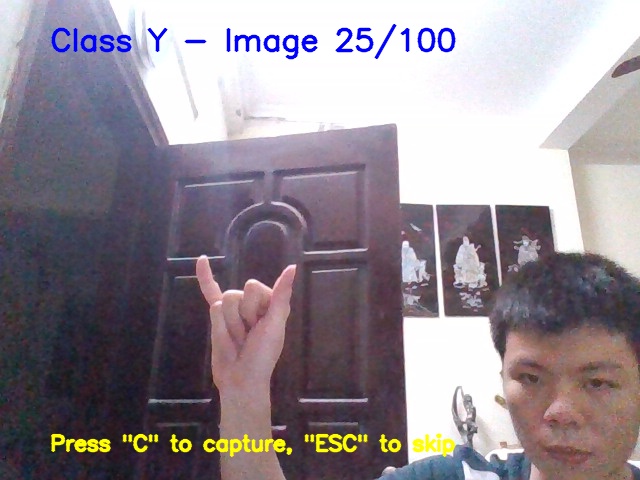 Class Y - Image 25/100
Press "C" to capture, "ESC" to skip